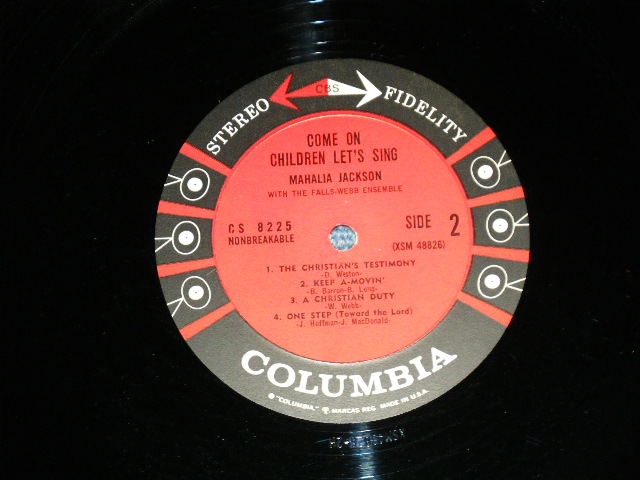 CBS
STEREO FIDELITY
COME ON
CHILDREN LET'S SING
MAHALIA JACKSON
WITH THE FALLS-WEBB ENSEMBLE
CS 8225
NONBREAKABLE
SIDE 2
(XSM 48826)
1. THE CHRISTIAN'S TESTIMONY
-D. Weston-
2. KEEP A-MOVIN'
-B. Barron-B. Long-
3. A CHRISTIAN DUTY
-W. Webb-
4. ONE STEP (Toward the Lord)
-J. Hoffman-J. MacDonald-
COLUMBIA
® "COLUMBIA," MARCAS REG. MADE IN U.S.A.